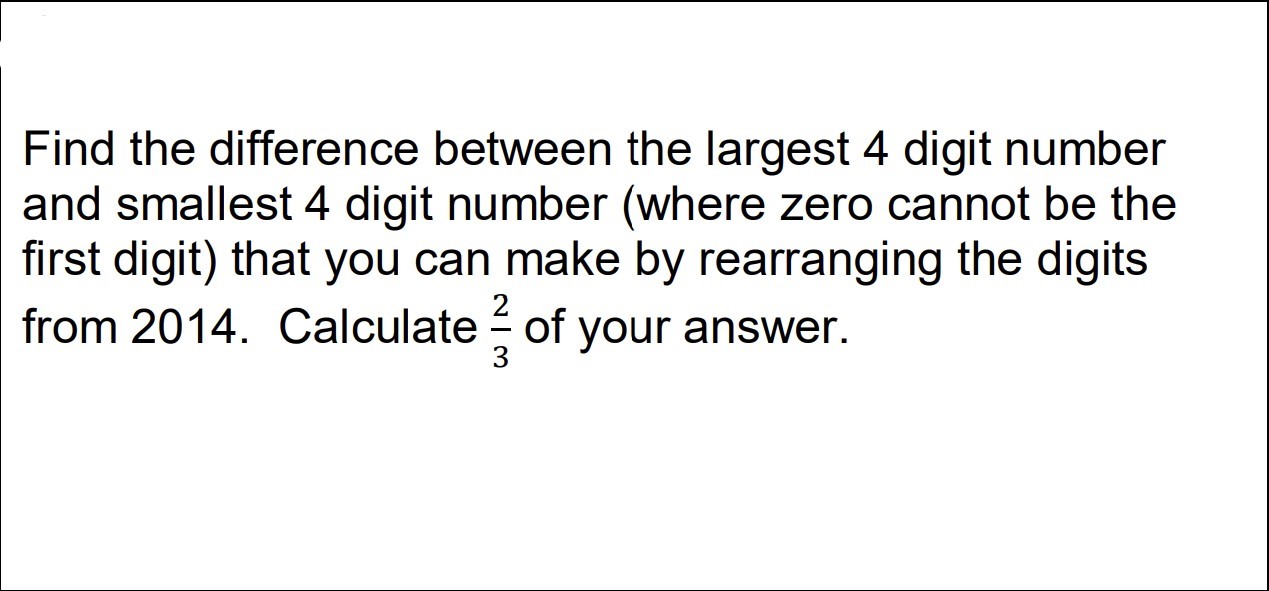 Find the difference between the largest 4 digit number
and smallest 4 digit number (where zero cannot be the
first digit) that you can make by rearranging the digits
from 2014.  Calculate 2/3 of your answer.